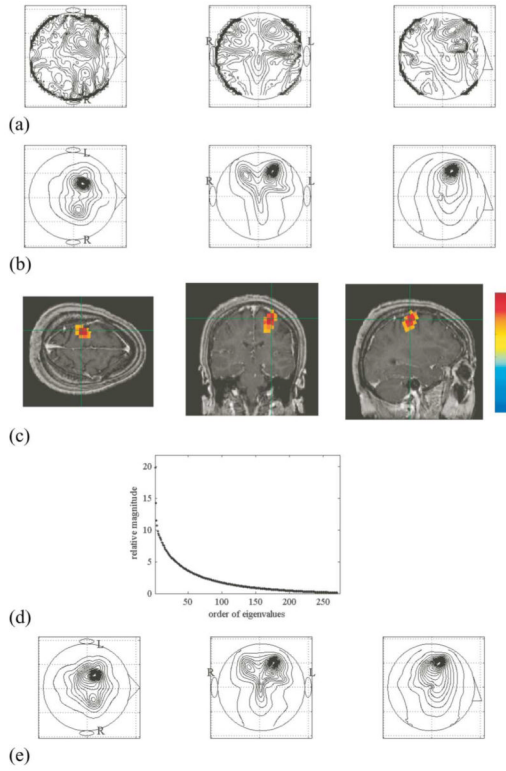 L
R L
R
(a)
L
R L
R
(b)
(c)
20
15
10
5
0
relative magnitude
50 100 150 200 250
order of eigenvalues
(d)
L
R L
R
(e)